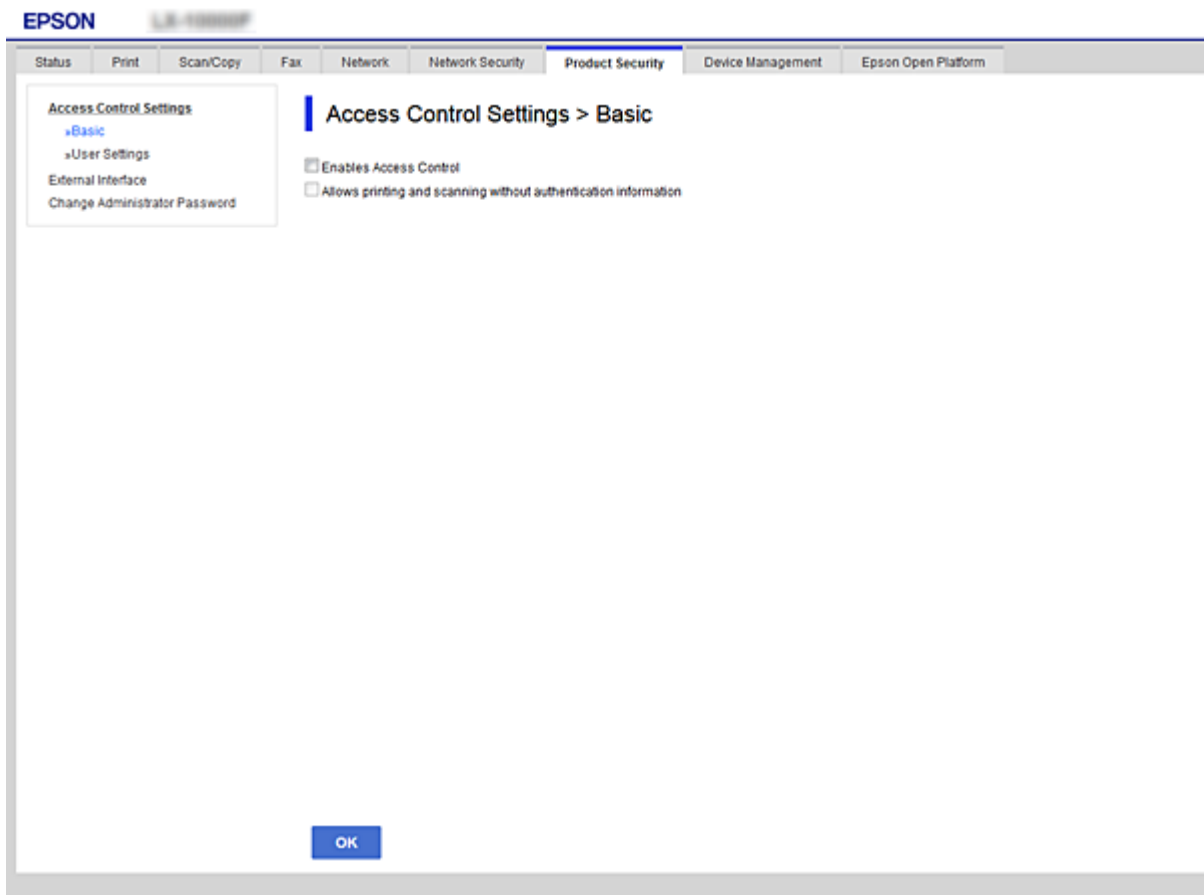 EPSON
Status Print Scan/Copy Fax Network Network Security Product Security Device Management Epson Open Platform
Access Control Settings
»Basic
»User Settings
External Interface
Change Administrator Password
Access Control Settings > Basic
Enables Access Control
Allows printing and scanning without authentication information
OK